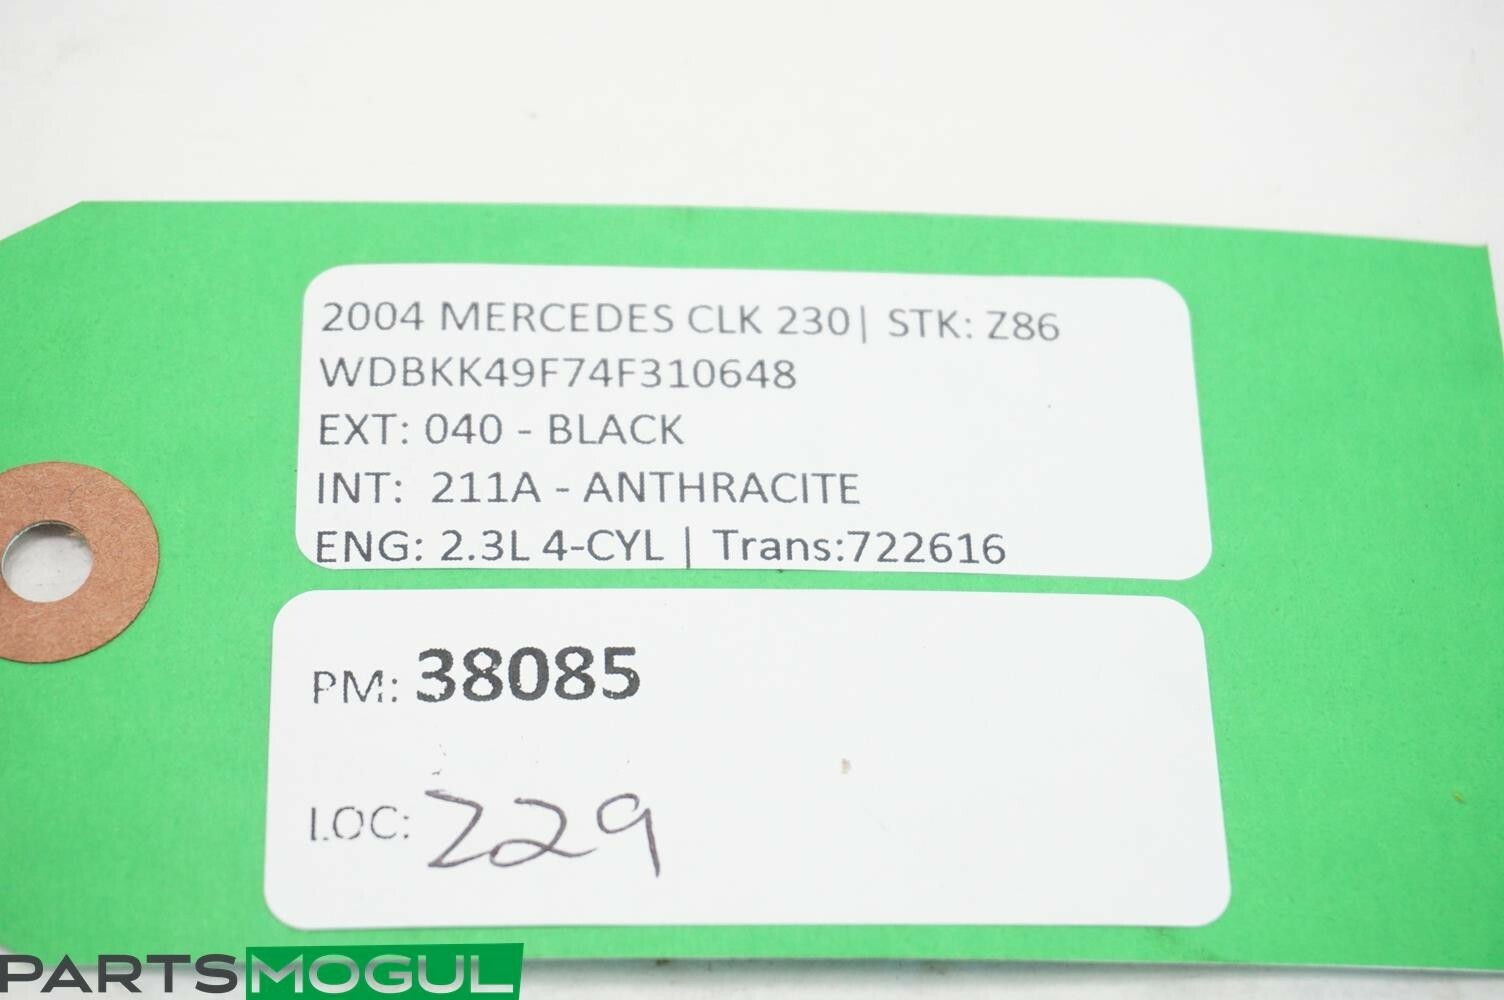 2004 MERCEDES CLK 230| STK: Z86
WDBKK49F74F310648
EXT: 040 - BLACK
INT: 211A - ANTHRACITE
ENG: 2.3L 4-CYL | Trans:722616
PM: 38085
LOC: Z29
PARTSMOGUL